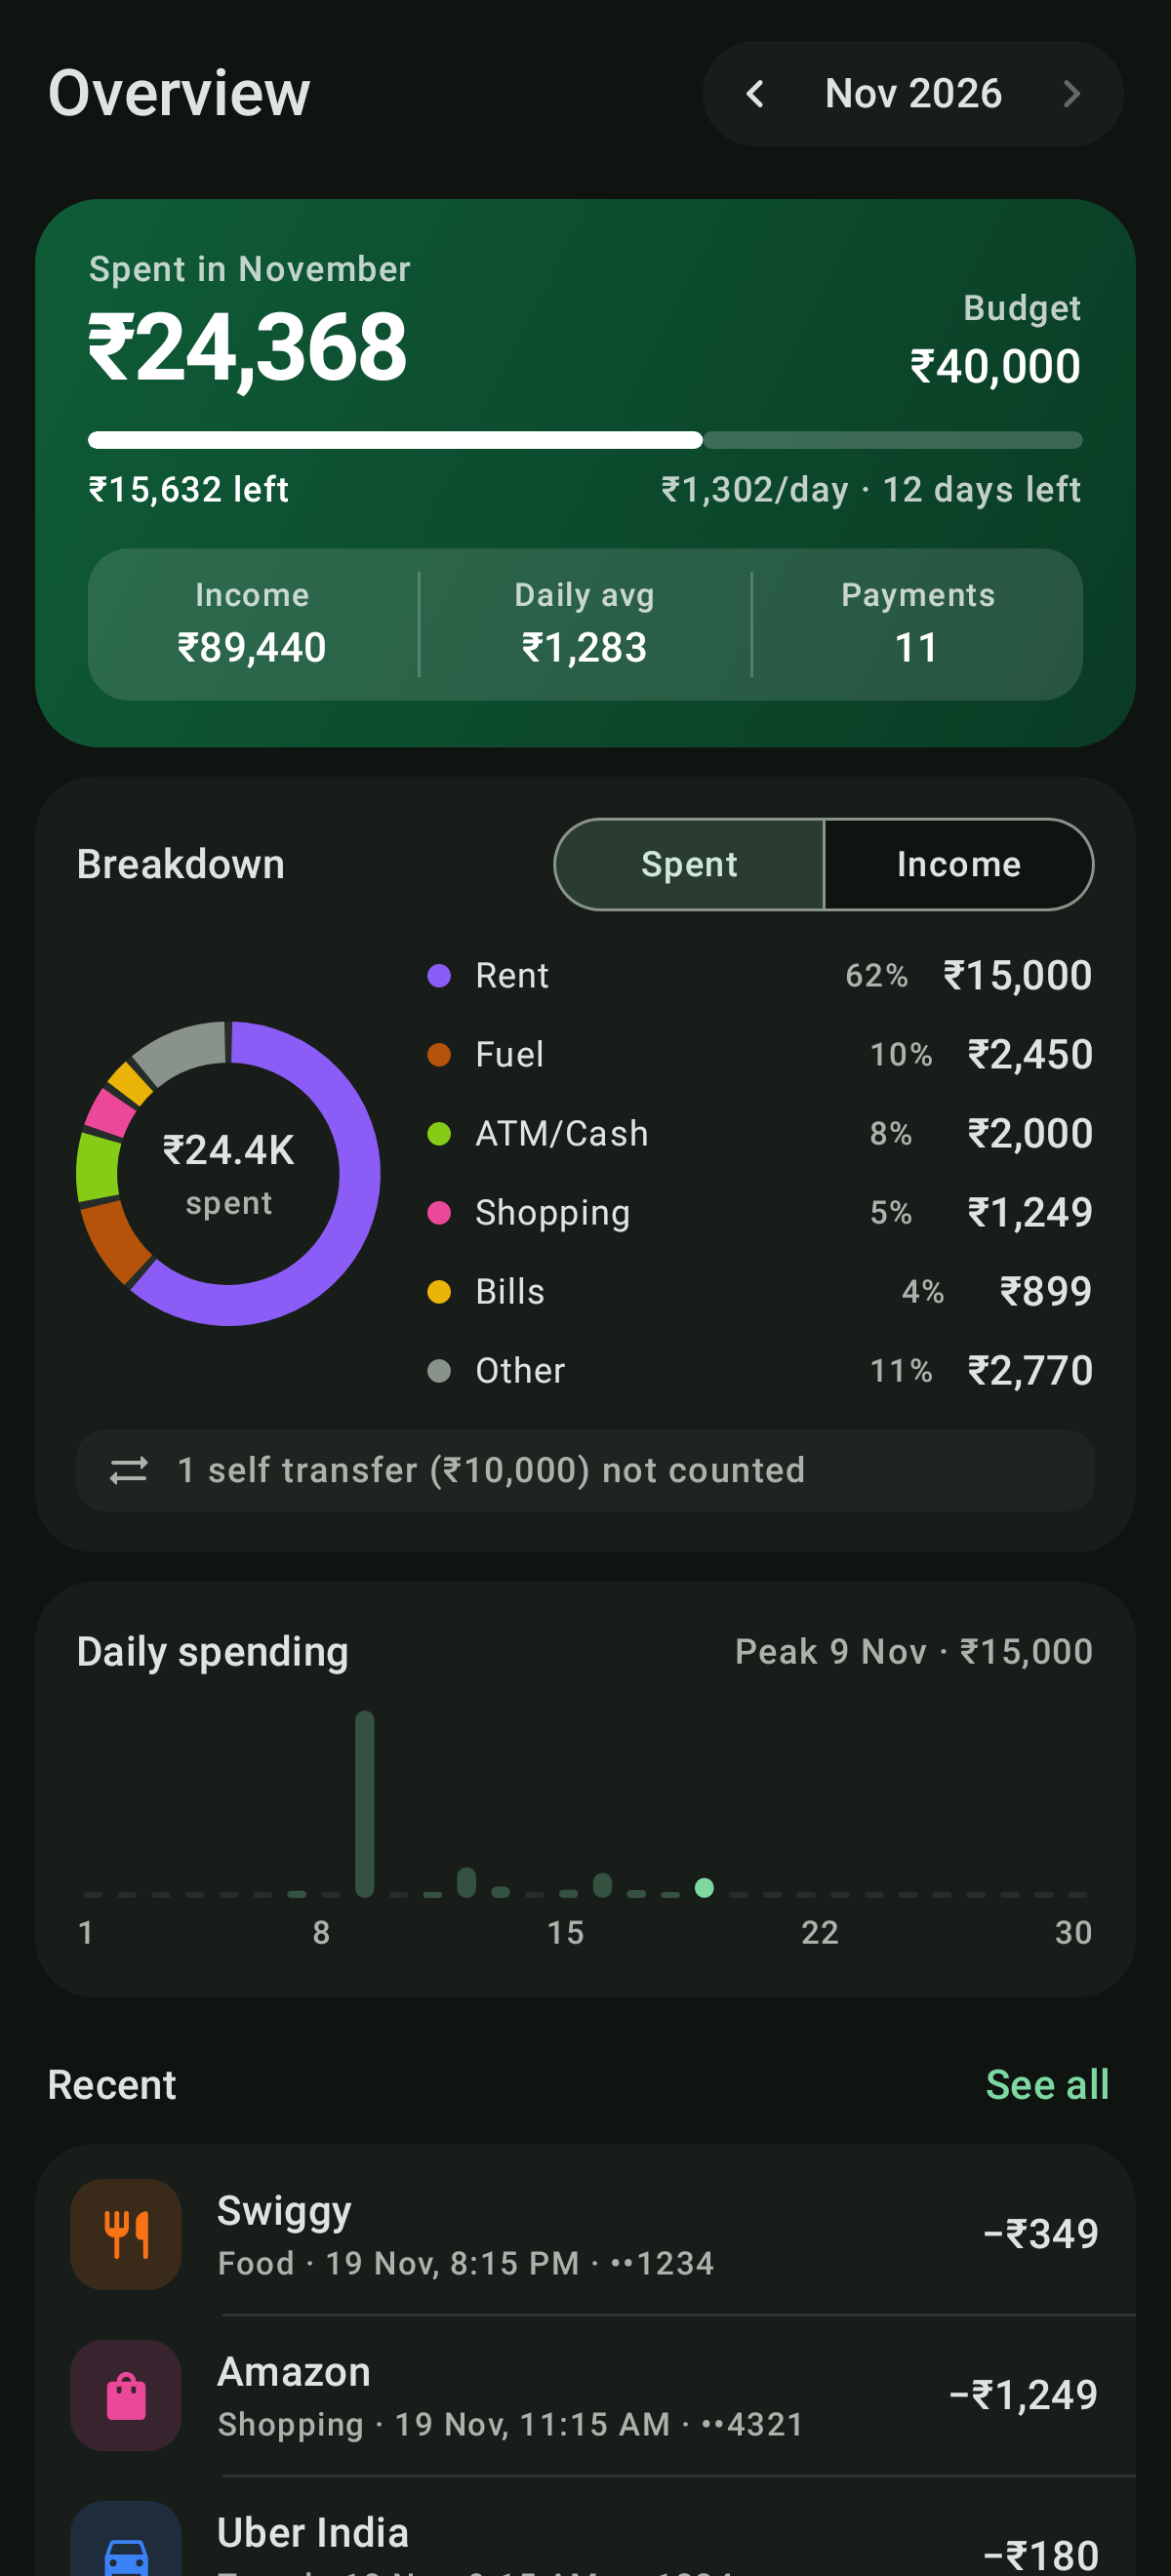 Overview
Nov 2026
Spent in November
₹24,368
Budget
₹40,000
₹15,632 left
₹1,302/day · 12 days left
Income
₹89,440
Daily avg
₹1,283
Payments
11
Breakdown
Spent
Income
Rent 62% ₹15,000
Fuel 10% ₹2,450
ATM/Cash 8% ₹2,000
Shopping 5% ₹1,249
Bills 4% ₹899
Other 11% ₹2,770
₹24.4K
spent
1 self transfer (₹10,000) not counted
Daily spending
Peak 9 Nov · ₹15,000
1 8 15 22 30
Recent
See all
Swiggy
Food · 19 Nov, 8:15 PM · ••1234
−₹349
Amazon
Shopping · 19 Nov, 11:15 AM · ••4321
−₹1,249
Uber India
−₹180